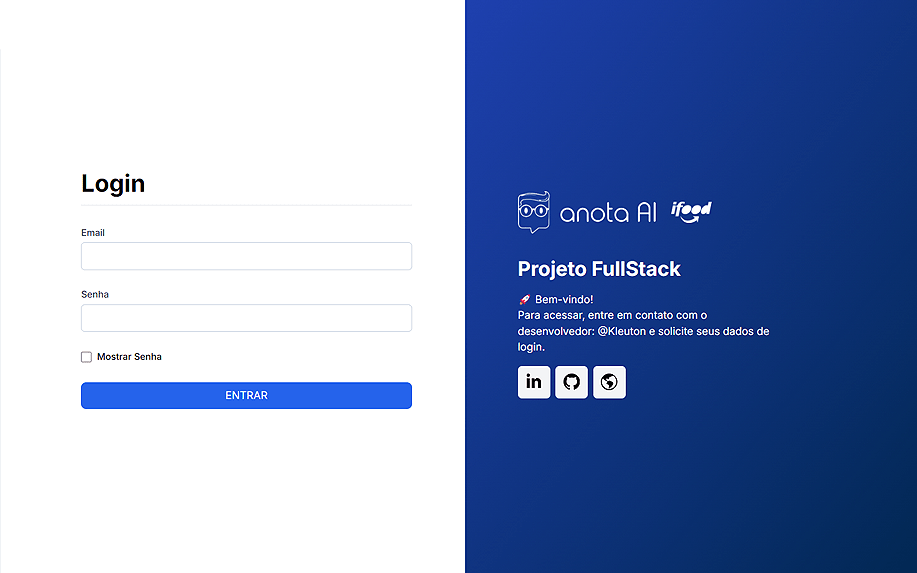 Login
Email
Senha
Mostrar Senha
ENTRAR
anota AI ifood
Projeto FullStack
🚀 Bem-vindo!
Para acessar, entre em contato com o
desenvolvedor: @Kleuton e solicite seus dados de
login.
in